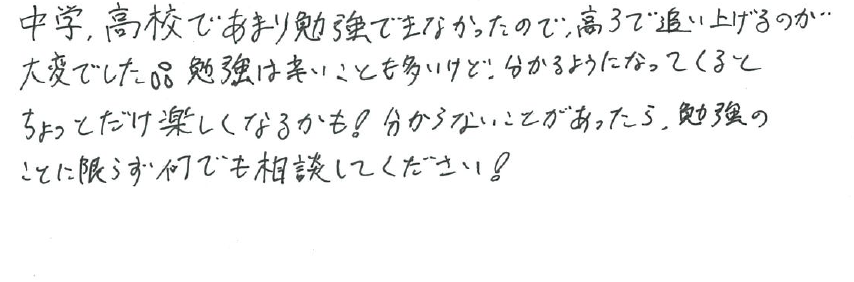 中学,高校であまり勉強できなかったので,高3で追い上げるのが
大変でした。。勉強は辛いことも多いけど、分かるようになってくると
ちょっとだけ楽しくなるかも!分からないことがあったら、勉強の
ことに限らず何でも相談してください!